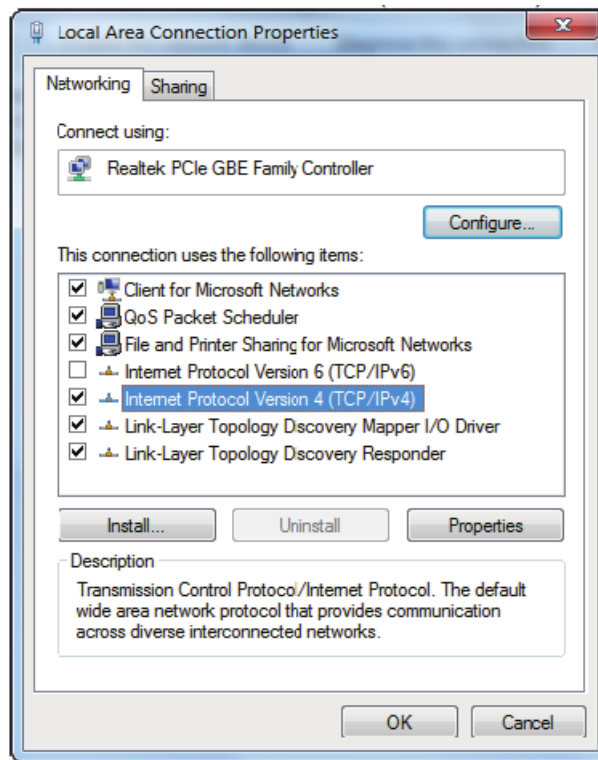 Local Area Connection Properties
Networking
Sharing
Connect using:
Realtek PCIe GBE Family Controller
Configure...
This connection uses the following items:
Client for Microsoft Networks
QoS Packet Scheduler
File and Printer Sharing for Microsoft Networks
Internet Protocol Version 6 (TCP/IPv6)
Internet Protocol Version 4 (TCP/IPv4)
Link-Layer Topology Discovery Mapper I/O Driver
Link-Layer Topology Discovery Responder
Install...
Uninstall
Properties
Description
Transmission Control Protocol/Internet Protocol. The default
wide area network protocol that provides communication
across diverse interconnected networks.
OK
Cancel